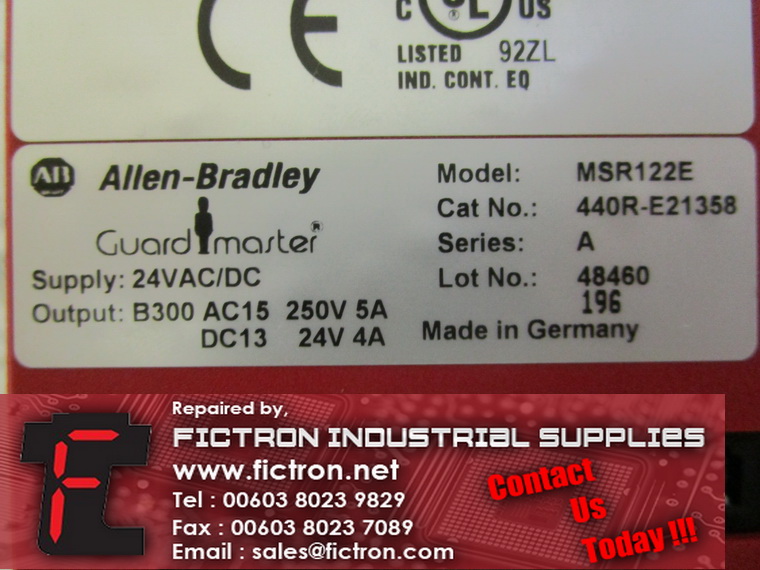 CE
C UL US
LISTED 92ZL
IND. CONT. EQ
AB Allen-Bradley
Guardmaster®
Supply: 24VAC/DC
Output: B300 AC15 250V 5A
DC13 24V 4A
Model: MSR122E
Cat No.: 440R-E21358
Series: A
Lot No.: 48460
196
Made in Germany
Repaired by,
FICTRON INDUSTRIAL SUPPLIES
www.fictron.net
Tel : 00603 8023 9829
Fax : 00603 8023 7089
Email : sales@fictron.com
Contact
Us
Today !!!